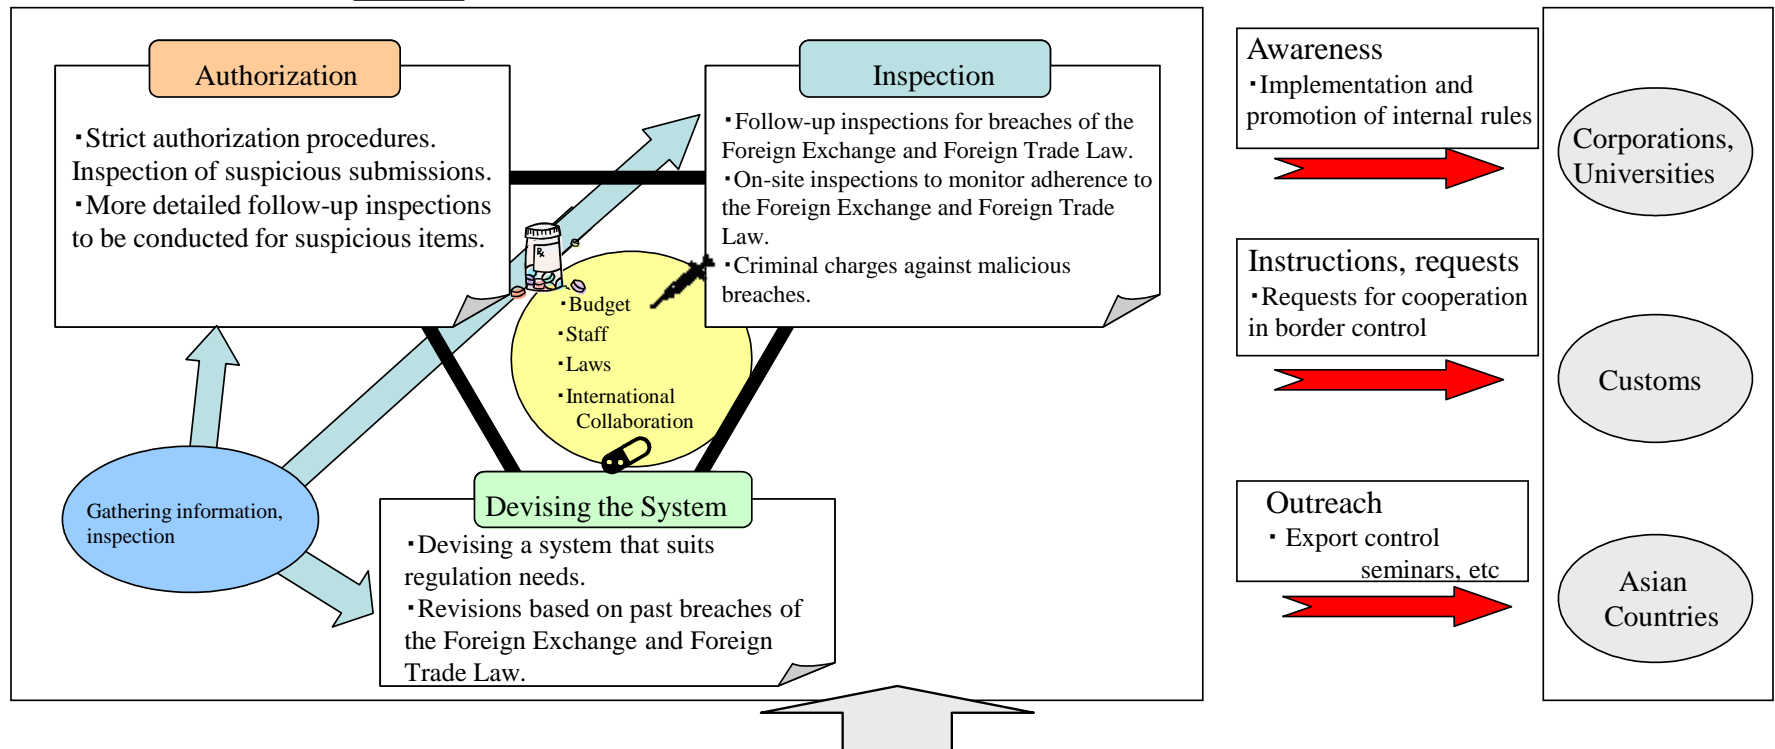 Authorization
・Strict authorization procedures.
Inspection of suspicious submissions.
・More detailed follow-up inspections
to be conducted for suspicious items.
Inspection
・Follow-up inspections for breaches of the
Foreign Exchange and Foreign Trade Law.
・On-site inspections to monitor adherence to
the Foreign Exchange and Foreign Trade
Law.
・Criminal charges against malicious
breaches.
Rx
・Budget
・Staff
・Laws
・International
Collaboration
Gathering information,
inspection
Devising the System
・Devising a system that suits
regulation needs.
・Revisions based on past breaches of
the Foreign Exchange and Foreign
Trade Law.
Awareness
・Implementation and
promotion of internal rules
Corporations,
Universities
Instructions, requests
・Requests for cooperation
in border control
Customs
Outreach
・ Export control
seminars, etc
Asian
Countries